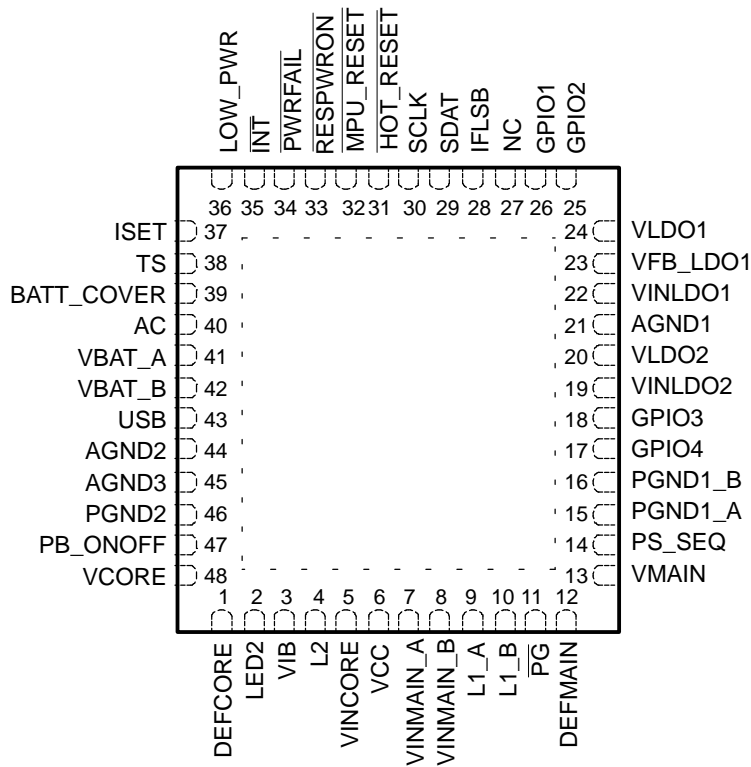 LOW_PWR
INT
PWRFAIL
RESPWRON
MPU_RESET
HOT_RESET
SCLK
SDAT
IFLSB
NC
GPIO1
GPIO2
36 35 34 33 32 31 30 29 28 27 26 25
ISET 37 24 VLDO1
TS 38 23 VFB_LDO1
BATT_COVER 39 22 VINLDO1
AC 40 21 AGND1
VBAT_A 41 20 VLDO2
VBAT_B 42 19 VINLDO2
USB 43 18 GPIO3
AGND2 44 17 GPIO4
AGND3 45 16 PGND1_B
PGND2 46 15 PGND1_A
PB_ONOFF 47 14 PS_SEQ
VCORE 48 13 VMAIN
1 2 3 4 5 6 7 8 9 10 11 12
DEFCORE
LED2
VIB
L2
VINCORE
VCC
VINMAIN_A
VINMAIN_B
L1_A
L1_B
PG
DEFMAIN